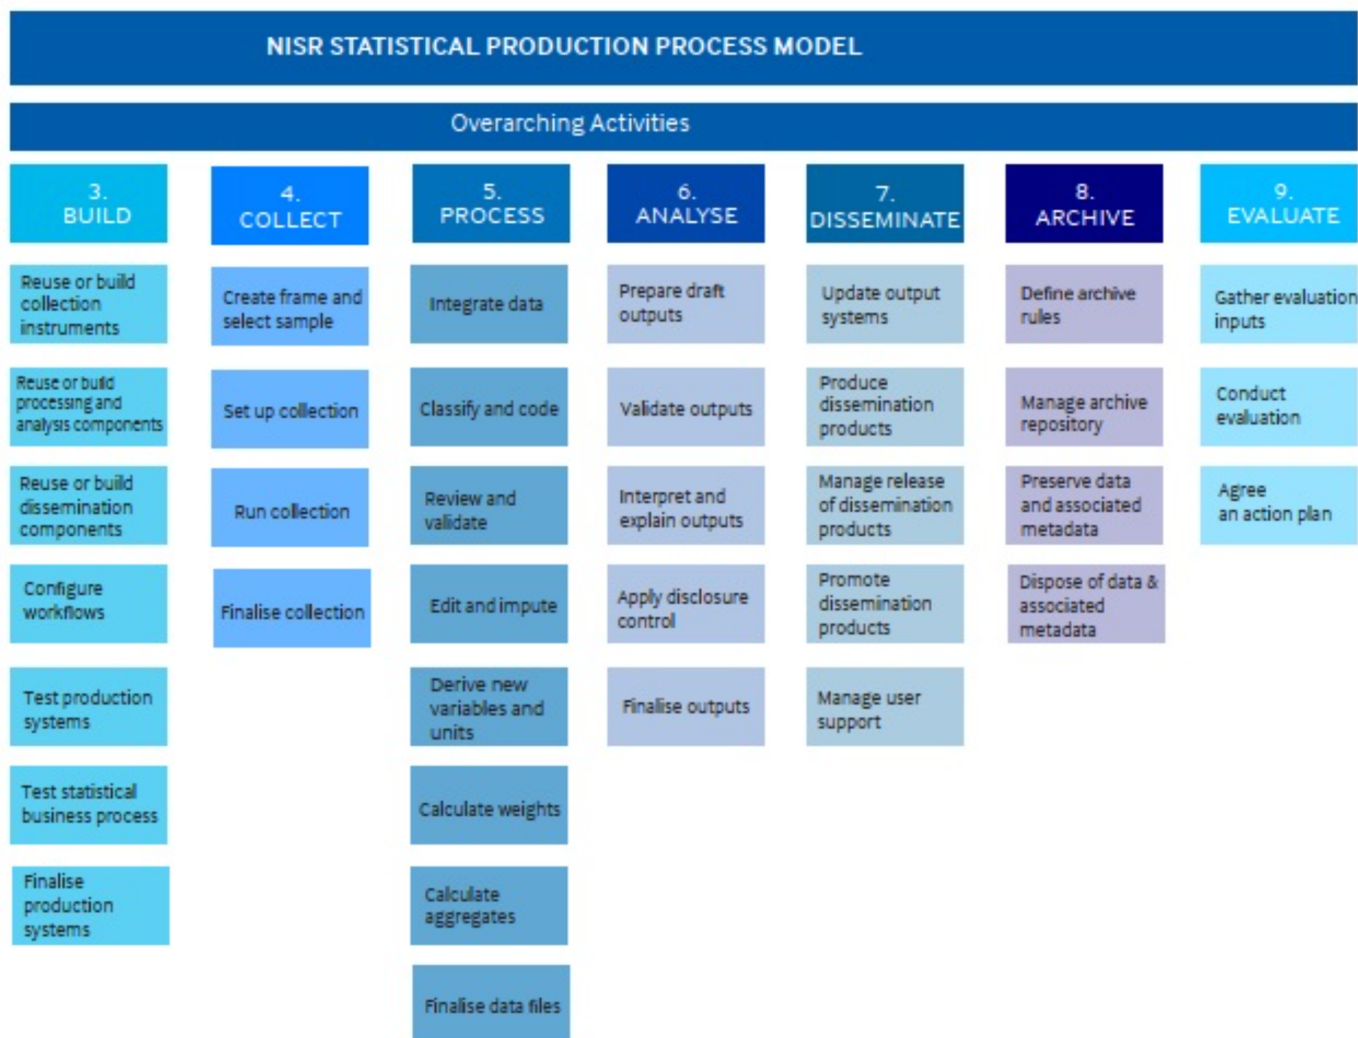 NISR STATISTICAL PRODUCTION PROCESS MODEL
Overarching Activities
3.
BUILD
Reuse or build
collection
instruments
Reuse or build
processing and
analysis components
Reuse or build
dissemination
components
Configure
workflows
Test production
systems
Test statistical
business process
Finalise
production
systems
4.
COLLECT
Create frame and
select sample
Set up collection
Run collection
Finalise collection
5.
PROCESS
Integrate data
Classify and code
Review and
validate
Edit and impute
Derive new
variables and
units
Calculate weights
Calculate
aggregates
Finalise data files
6.
ANALYSE
Prepare draft
outputs
Validate outputs
Interpret and
explain outputs
Apply disclosure
control
Finalise outputs
7.
DISSEMINATE
Update output
systems
Produce
dissemination
products
Manage release
of dissemination
products
Promote
dissemination
products
Manage user
support
8.
ARCHIVE
Define archive
rules
Manage archive
repository
Preserve data
and associated
metadata
Dispose of data &
associated
metadata
9.
EVALUATE
Gather evaluation
inputs
Conduct
evaluation
Agree
an action plan